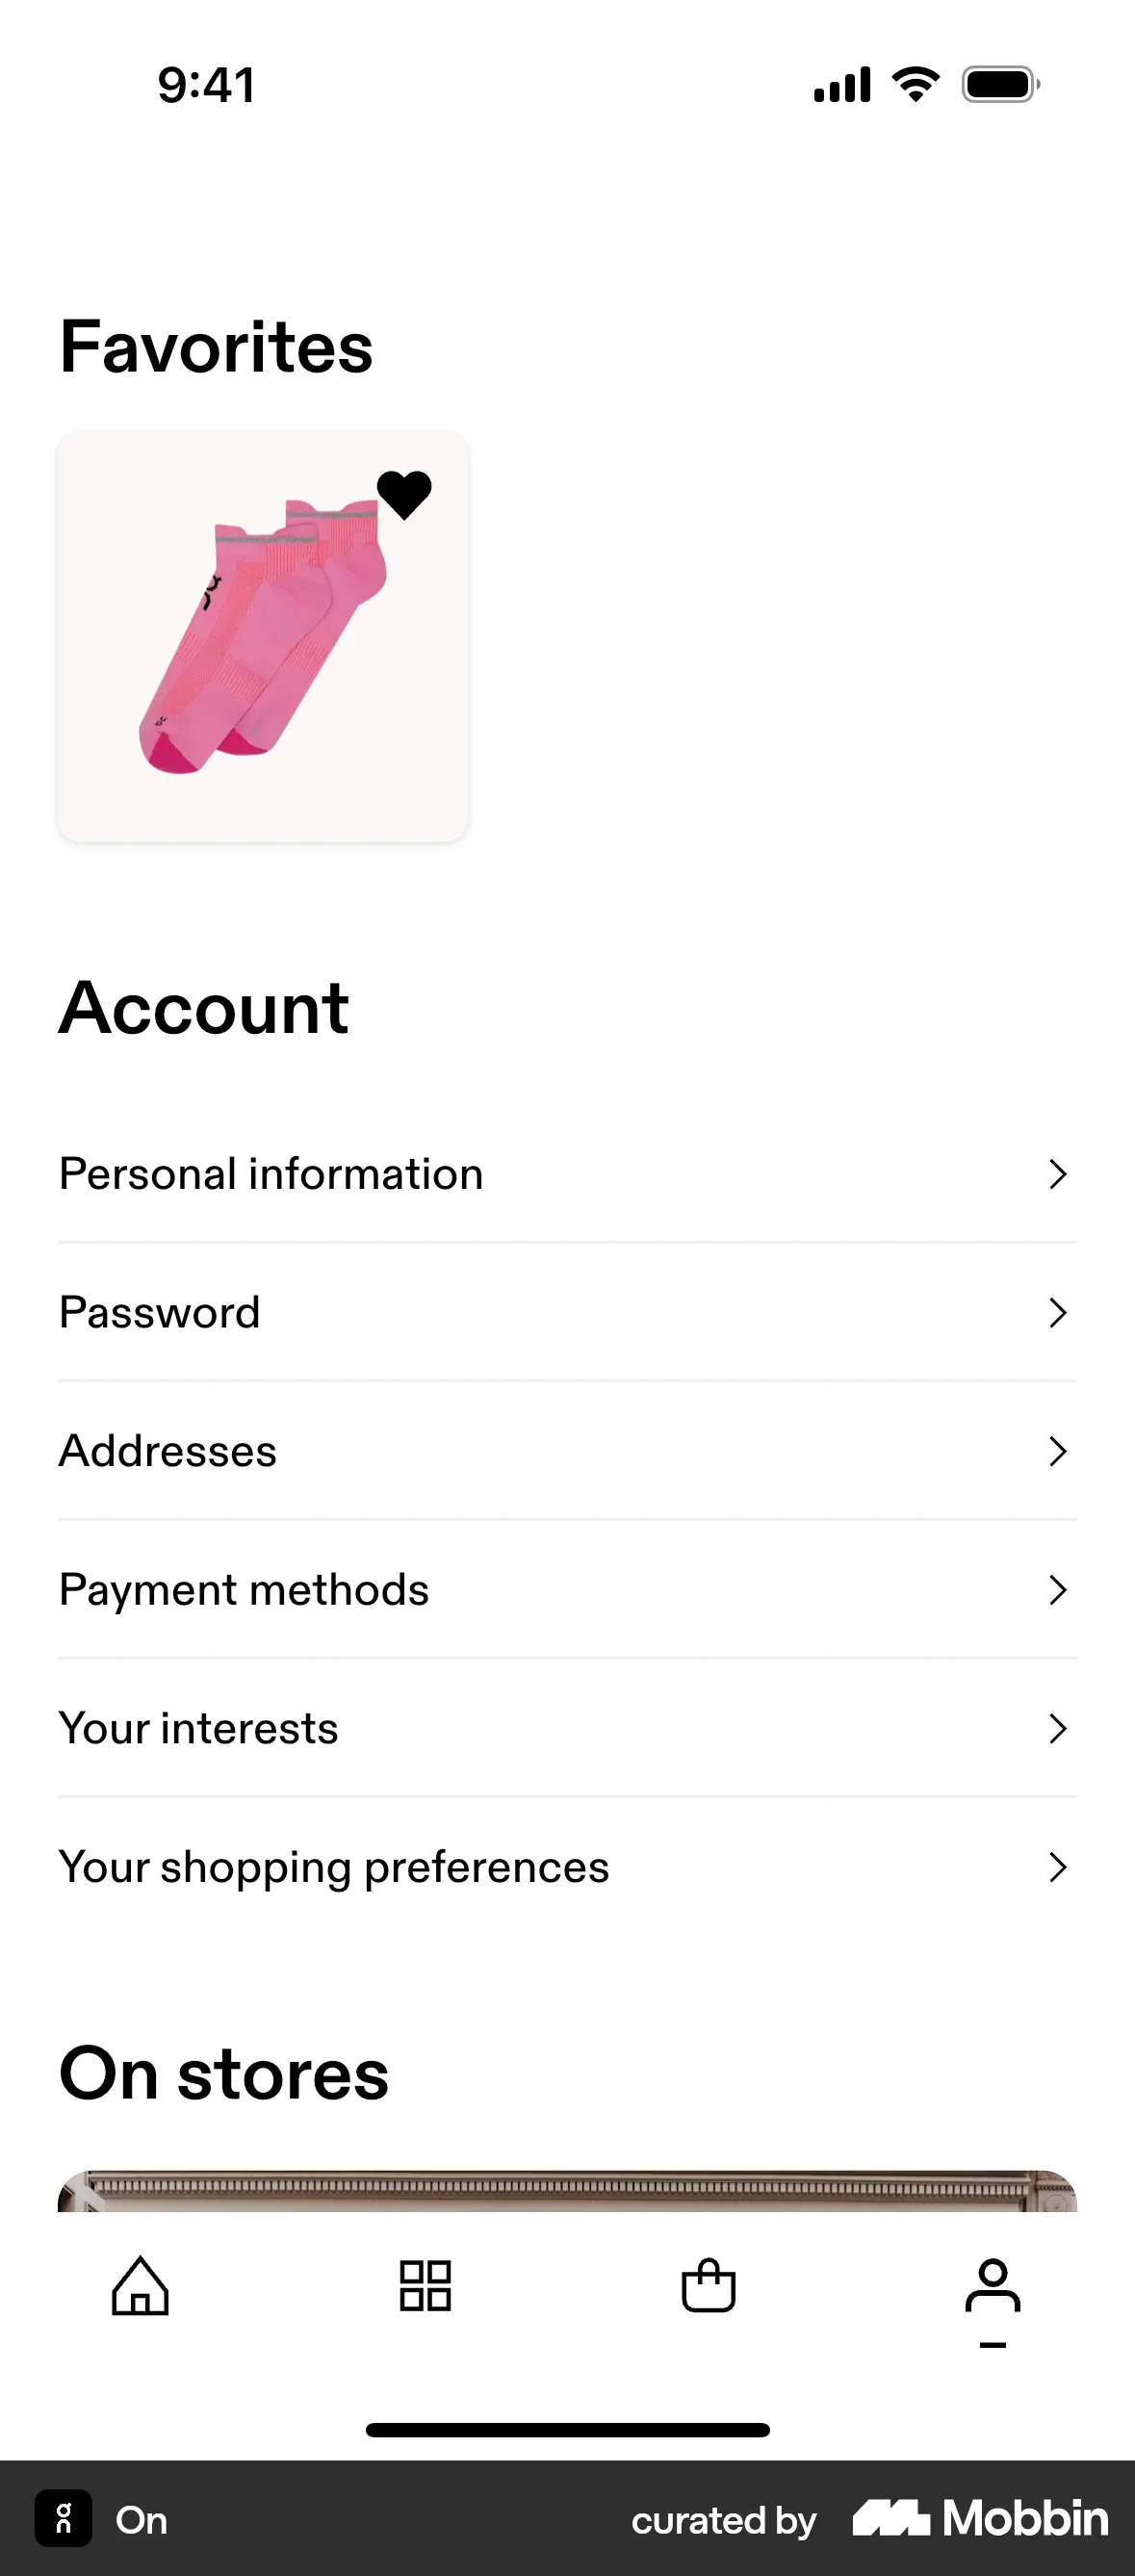 9:41
Favorites
Account
Personal information
Password
Addresses
Payment methods
Your interests
Your shopping preferences
On stores
On
curated by Mobbin